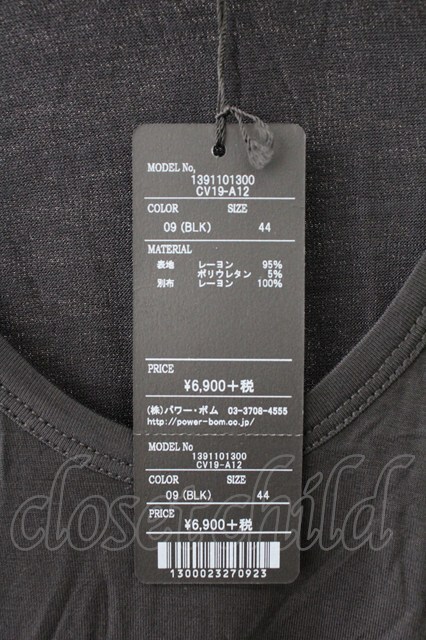 MODEL No,
1391101300
CV19-A12
COLOR SIZE
09 (BLK) 44
MATERIAL
表地 レーヨン 95%
ポリウレタン 5%
別布 レーヨン 100%
PRICE
¥6,900+税
(株)パワー・ボム 03-3708-4555
http://power-bom.co.jp/
MODEL No
1391101300
CV19-A12
COLOR SIZE
09 (BLK) 44
PRICE
¥6,900+税
1300023270923
closet child